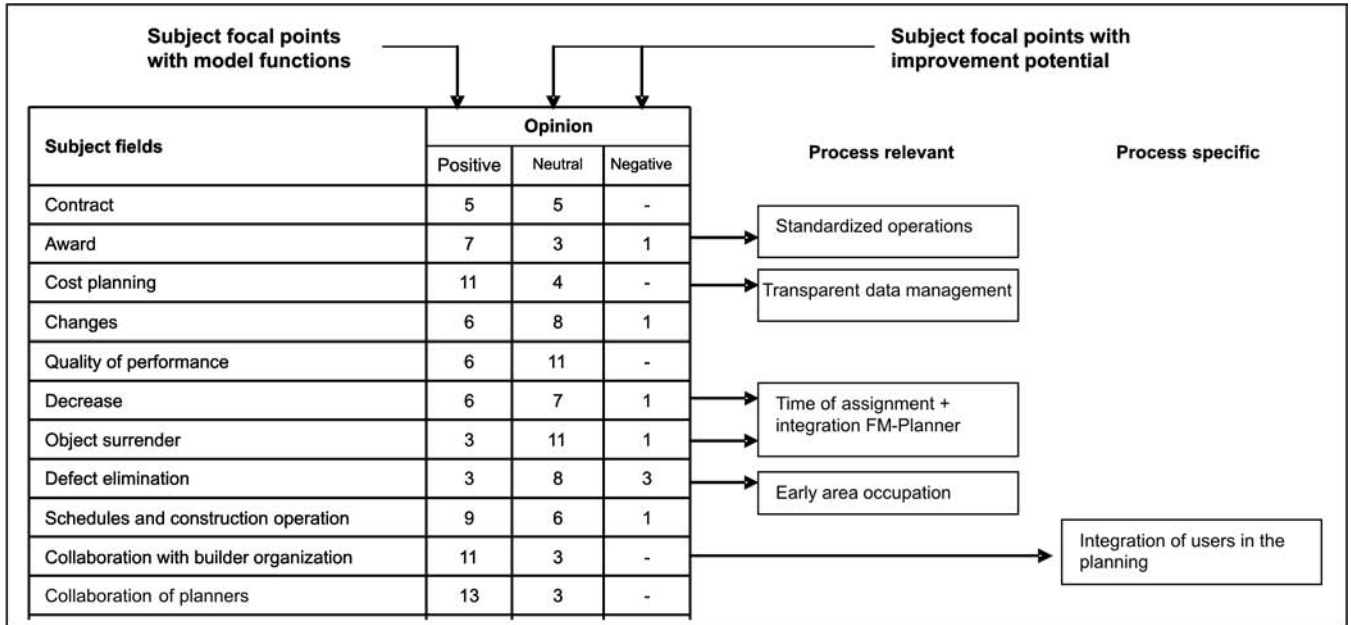 Subject focal points
with model functions
Subject focal points with
improvement potential
Subject fields
Opinion
Positive Neutral Negative
Process relevant
Process specific
Contract 5 5 -
Award 7 3 1
Standardized operations
Cost planning 11 4 -
Transparent data management
Changes 6 8 1
Quality of performance 6 11 -
Decrease 6 7 1
Time of assignment +
integration FM-Planner
Object surrender 3 11 1
Defect elimination 3 8 3
Early area occupation
Schedules and construction operation 9 6 1
Collaboration with builder organization 11 3 -
Integration of users in the
planning
Collaboration of planners 13 3 -